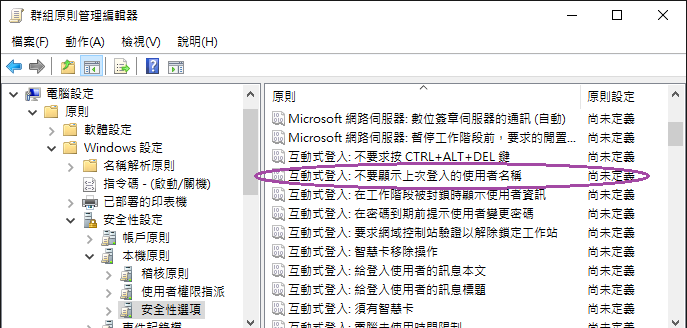 群組原則管理編輯器
檔案(F) 動作(A) 檢視(V) 說明(H)
電腦設定
原則
軟體設定
Windows 設定
名稱解析原則
指令碼 - (啟動/關機)
已部署的印表機
安全性設定
帳戶原則
本機原則
稽核原則
使用者權限指派
安全性選項
事件記錄檔
原則 原則設定
Microsoft 網路伺服器: 數位簽章伺服器的通訊 (自動) 尚未定義
Microsoft 網路伺服器: 暫停工作階段前，要求的閒置... 尚未定義
互動式登入: 不要求按 CTRL+ALT+DEL 鍵 尚未定義
互動式登入: 不要顯示上次登入的使用者名稱 尚未定義
互動式登入: 在工作階段被封鎖時顯示使用者資訊 尚未定義
互動式登入: 在密碼到期前提示使用者變更密碼 尚未定義
互動式登入: 要求網域控制站驗證以解除鎖定工作站 尚未定義
互動式登入: 智慧卡移除操作 尚未定義
互動式登入: 給登入使用者的訊息本文 尚未定義
互動式登入: 給登入使用者的訊息標題 尚未定義
互動式登入: 須有智慧卡 尚未定義
互動式登入: 電腦未使用時間限制 尚未定義